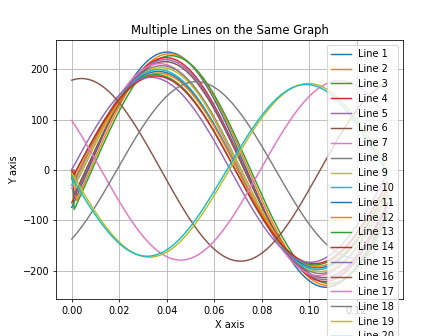 Multiple Lines on the Same Graph
Y axis
200
100
0
−100
−200
0.00
0.02
0.04
0.06
0.08
0.10
X axis
Line 1
Line 2
Line 3
Line 4
Line 5
Line 6
Line 7
Line 8
Line 9
Line 10
Line 11
Line 12
Line 13
Line 14
Line 15
Line 16
Line 17
Line 18
Line 19
Line 20